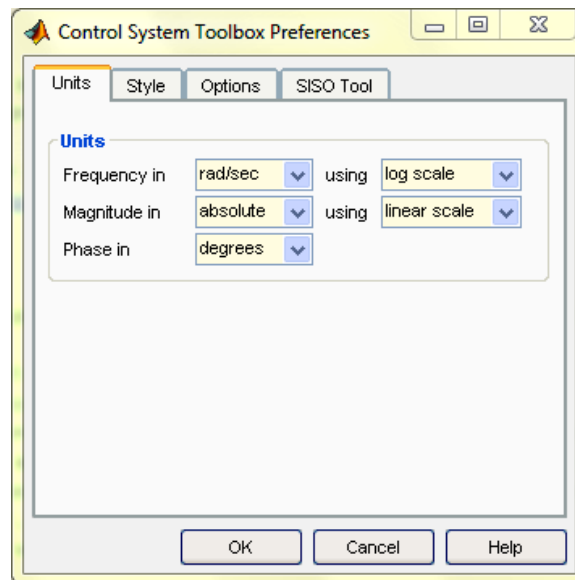 Control System Toolbox Preferences
Units Style Options SISO Tool
Units
Frequency in rad/sec using log scale
Magnitude in absolute using linear scale
Phase in degrees
OK Cancel Help